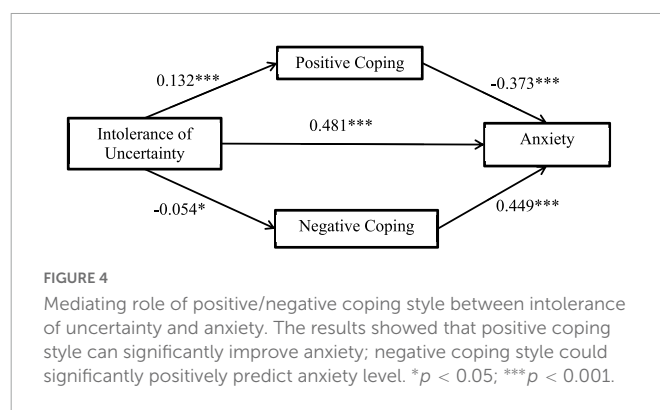 Positive Coping
0.132***
-0.373***
Intolerance of
Uncertainty
0.481***
Anxiety
-0.054*
0.449***
Negative Coping
FIGURE 4
Mediating role of positive/negative coping style between intolerance
of uncertainty and anxiety. The results showed that positive coping
style can significantly improve anxiety; negative coping style could
significantly positively predict anxiety level. *p < 0.05; ***p < 0.001.